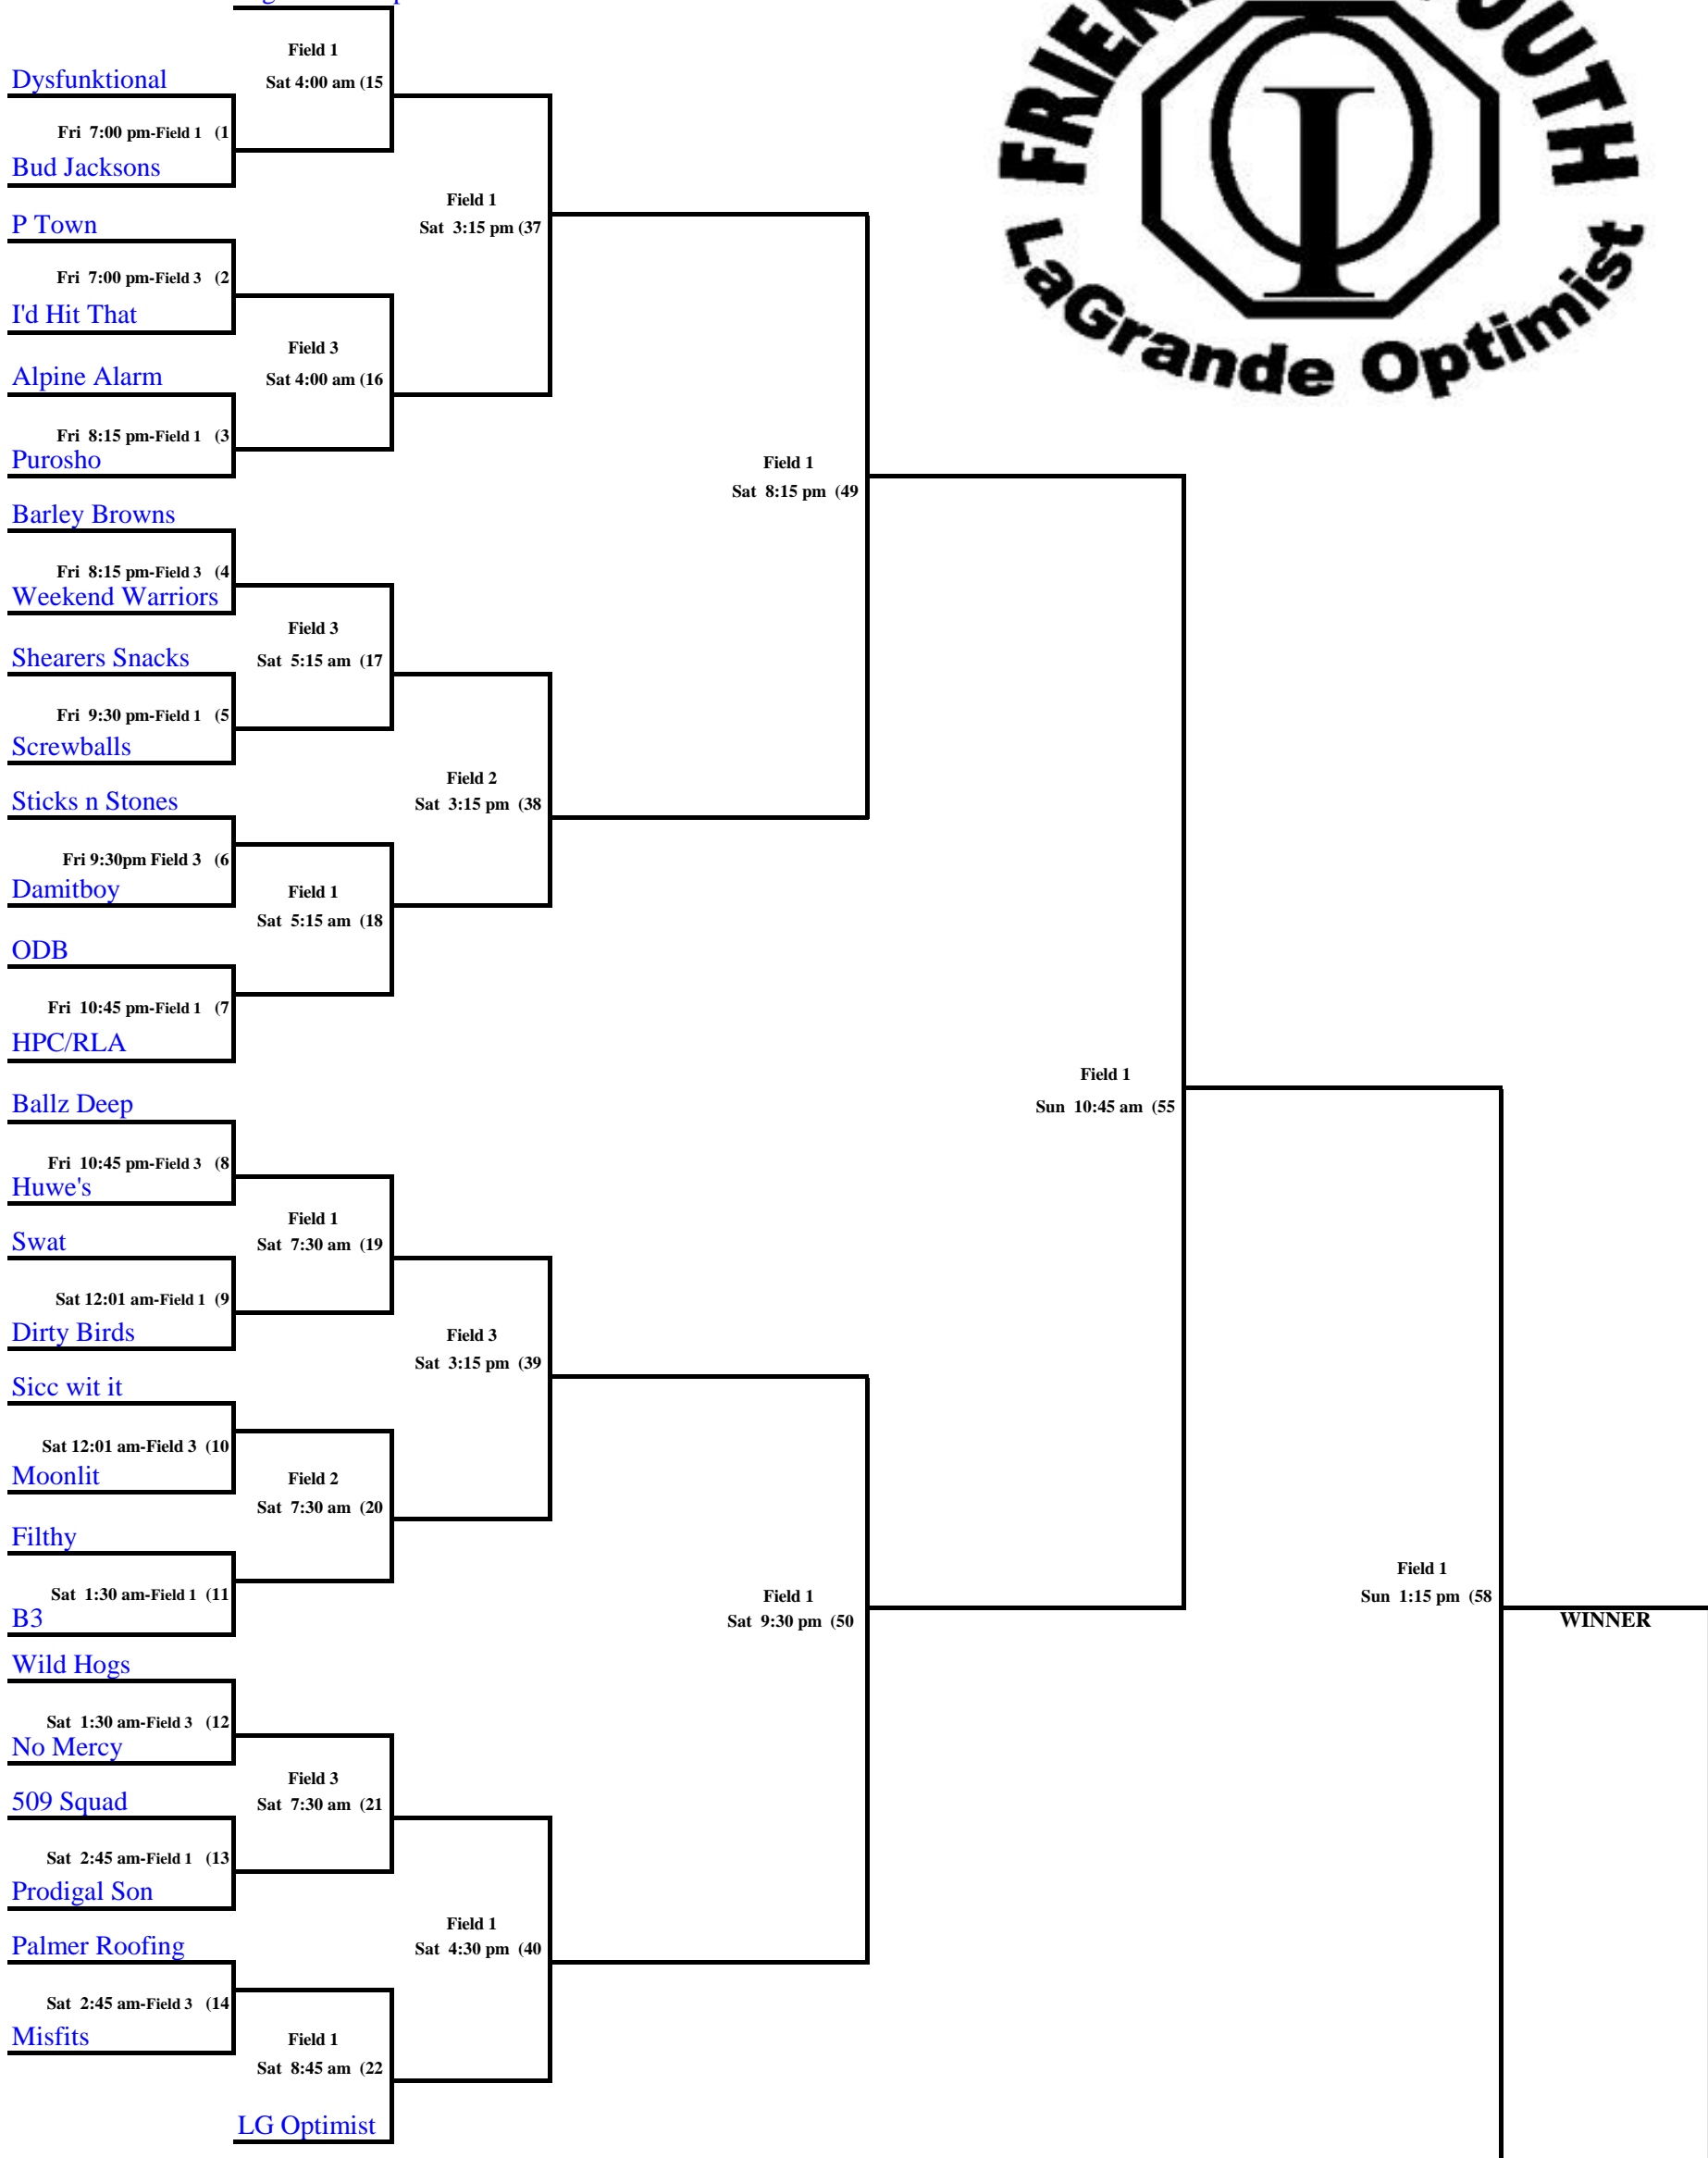 Field 1
Dysfunktional
Sat 4:00 am (15
Fri 7:00 pm-Field 1 (1
Bud Jacksons
Field 1
P Town
Sat 3:15 pm (37
Fri 7:00 pm-Field 3 (2
I'd Hit That
Field 3
Alpine Alarm
Sat 4:00 am (16
Fri 8:15 pm-Field 1 (3
Purosho
Field 1
Sat 8:15 pm (49
Barley Browns
Fri 8:15 pm-Field 3 (4
Weekend Warriors
Field 3
Shearers Snacks
Sat 5:15 am (17
Fri 9:30 pm-Field 1 (5
Screwballs
Field 2
Sticks n Stones
Sat 3:15 pm (38
Fri 9:30pm Field 3 (6
Damitboy
Field 1
Sat 5:15 am (18
ODB
Fri 10:45 pm-Field 1 (7
HPC/RLA
Field 1
Ballz Deep
Sun 10:45 am (55
Fri 10:45 pm-Field 3 (8
Huwe's
Field 1
Swat
Sat 7:30 am (19
Sat 12:01 am-Field 1 (9
Dirty Birds
Field 3
Sat 3:15 pm (39
Sicc wit it
Sat 12:01 am-Field 3 (10
Moonlit
Field 2
Sat 7:30 am (20
Filthy
Sat 1:30 am-Field 1 (11
B3
Field 1
Sat 9:30 pm (50
Field 1
Sun 1:15 pm (58
WINNER
Wild Hogs
Sat 1:30 am-Field 3 (12
No Mercy
Field 3
509 Squad
Sat 7:30 am (21
Sat 2:45 am-Field 1 (13
Prodigal Son
Field 1
Palmer Roofing
Sat 4:30 pm (40
Sat 2:45 am-Field 3 (14
Misfits
Field 1
Sat 8:45 am (22
LG Optimist
LaGrande Optimist